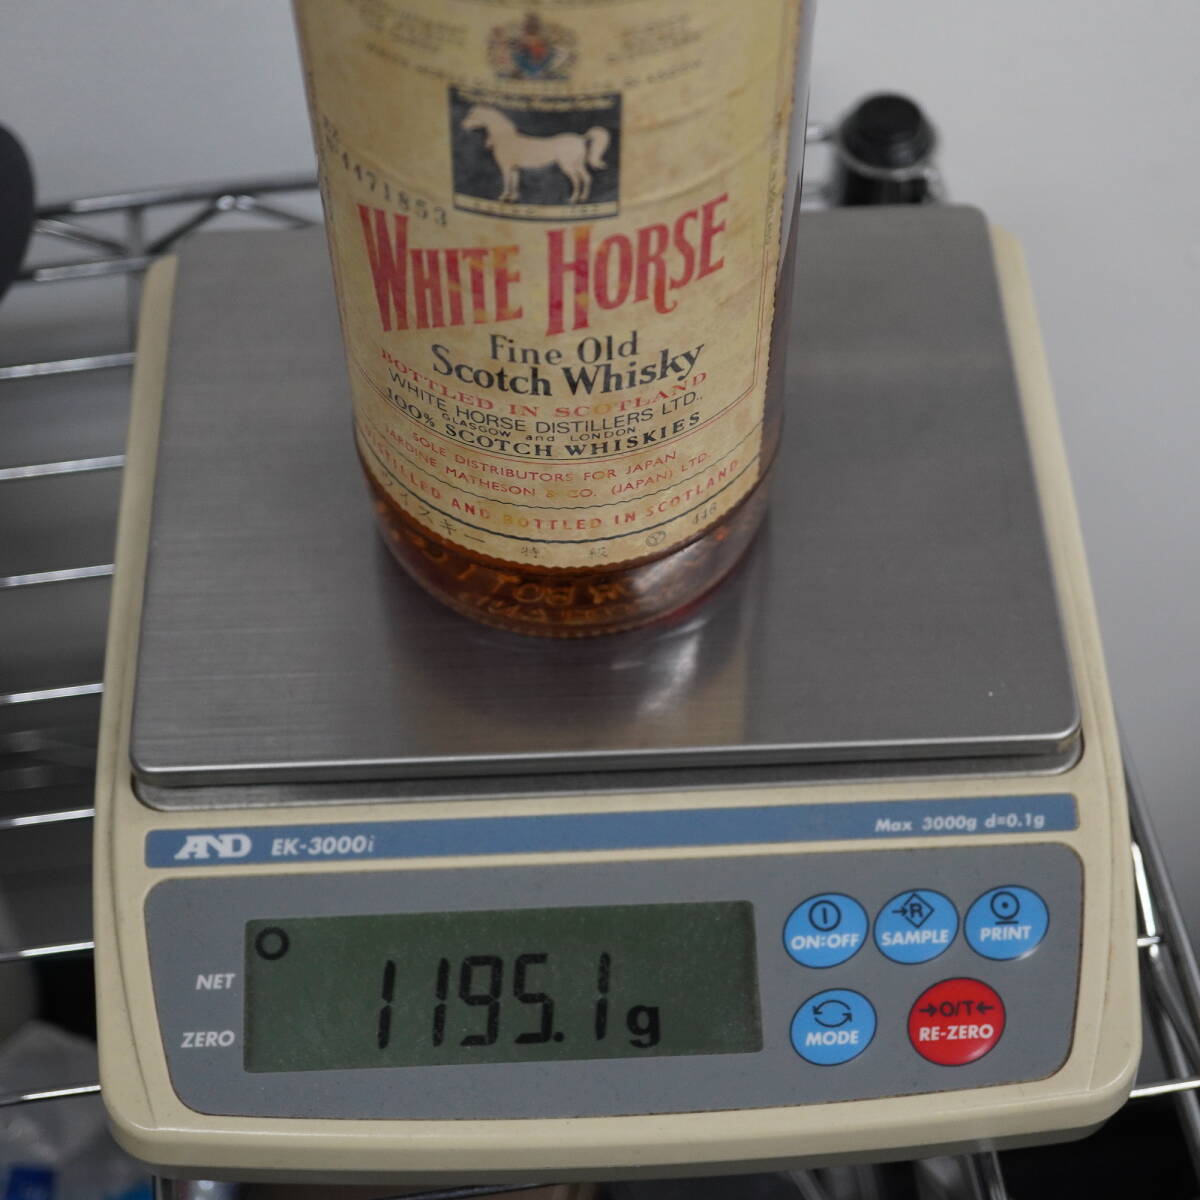 4471853
WHITE HORSE
Fine Old
Scotch Whisky
BOTTLED IN SCOTLAND
WHITE HORSE DISTILLERS LTD.,
GLASGOW and LONDON
100% SCOTCH WHISKIES
SOLE DISTRIBUTORS FOR JAPAN
JARDINE MATHESON & CO. (JAPAN) LTD.
DISTILLED AND BOTTLED IN SCOTLAND
ウイスキー 特 級 Ⓨ 448
AND EK-3000i
Max 3000g d=0.1g
NET
ZERO
1195.1g
ON:OFF
R
SAMPLE
PRINT
MODE
→O/T←
RE-ZERO